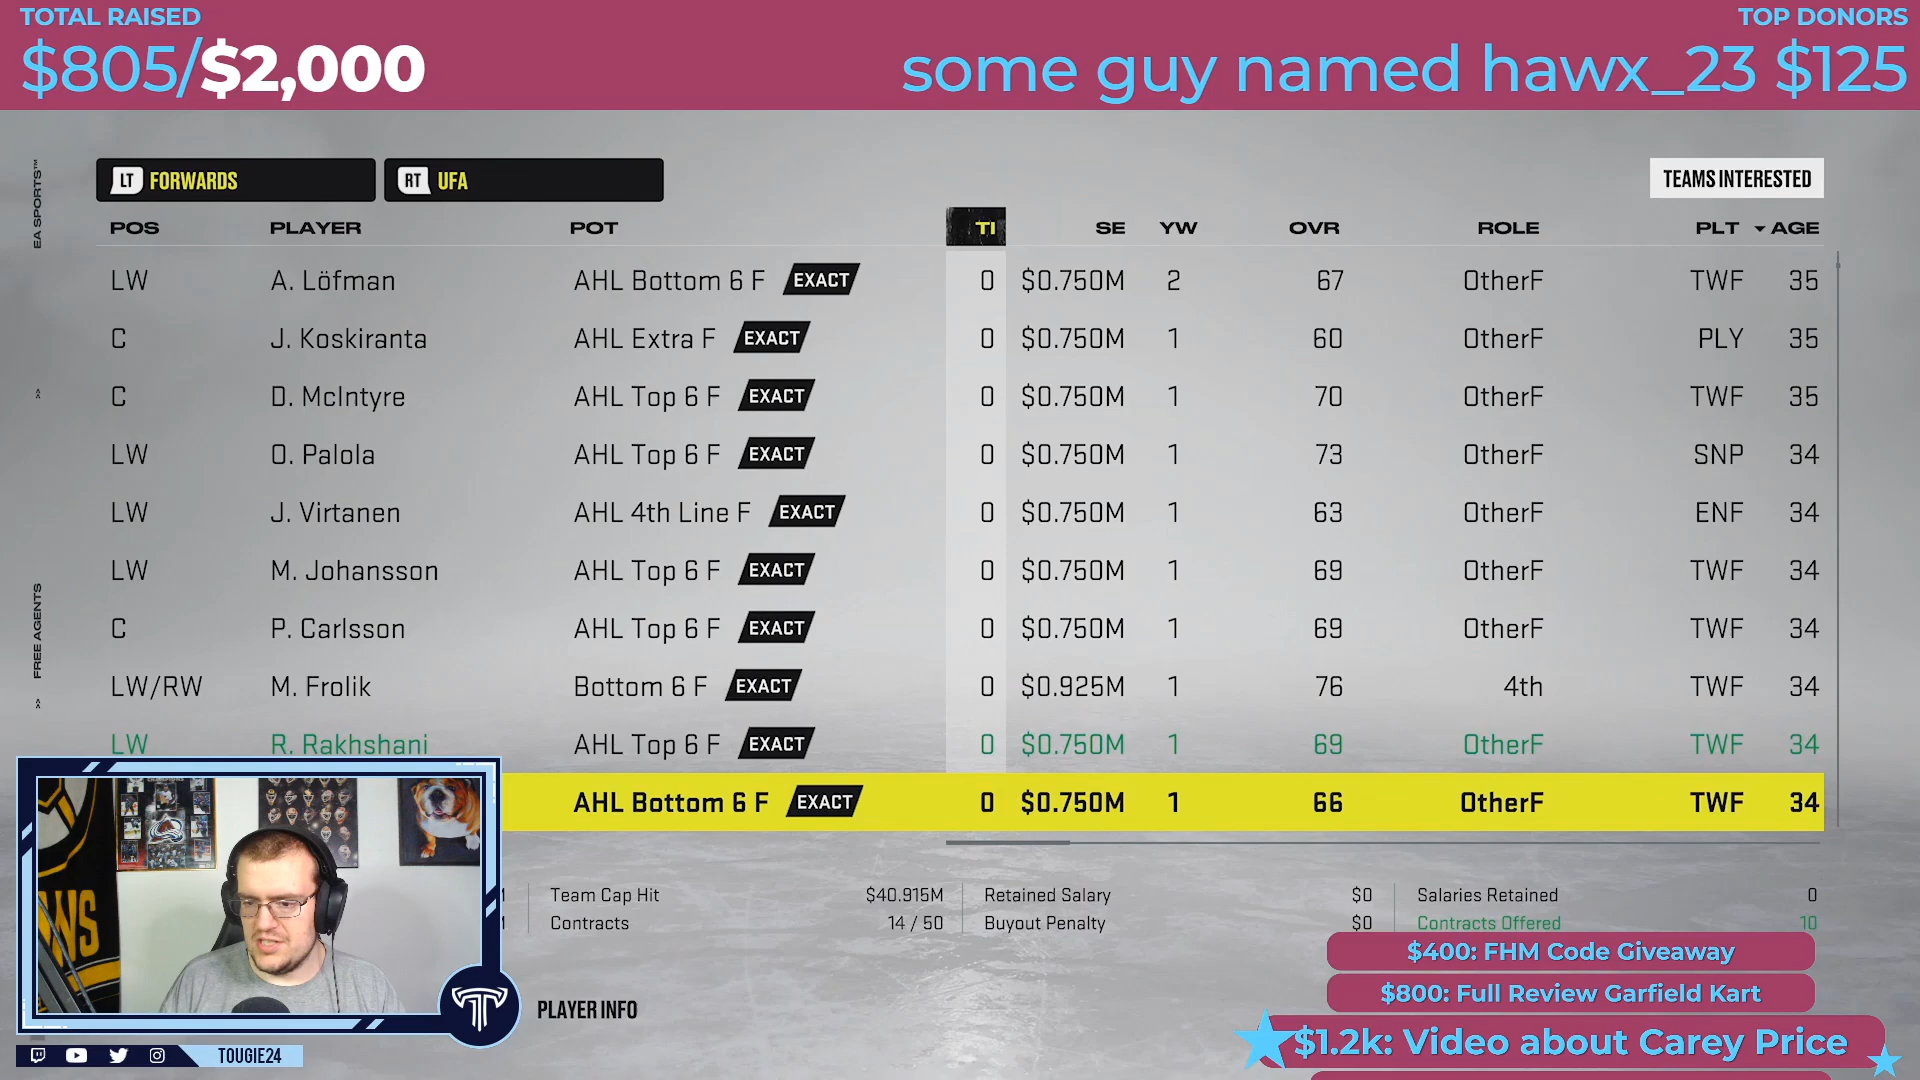 TOTAL RAISED
$805/$2,000
TOP DONORS
some guy named hawx_23 $125
EA SPORTS™
FREE AGENTS
LT FORWARDS
RT UFA
TEAMS INTERESTED
POS PLAYER POT TI SE YW OVR ROLE PLT AGE
LW A. Löfman AHL Bottom 6 F EXACT 0 $0.750M 2 67 OtherF TWF 35
C J. Koskiranta AHL Extra F EXACT 0 $0.750M 1 60 OtherF PLY 35
C D. McIntyre AHL Top 6 F EXACT 0 $0.750M 1 70 OtherF TWF 35
LW O. Palola AHL Top 6 F EXACT 0 $0.750M 1 73 OtherF SNP 34
LW J. Virtanen AHL 4th Line F EXACT 0 $0.750M 1 63 OtherF ENF 34
LW M. Johansson AHL Top 6 F EXACT 0 $0.750M 1 69 OtherF TWF 34
C P. Carlsson AHL Top 6 F EXACT 0 $0.750M 1 69 OtherF TWF 34
LW/RW M. Frolik Bottom 6 F EXACT 0 $0.925M 1 76 4th TWF 34
LW R. Rakhshani AHL Top 6 F EXACT 0 $0.750M 1 69 OtherF TWF 34
AHL Bottom 6 F EXACT 0 $0.750M 1 66 OtherF TWF 34
Team Cap Hit $40.915M Retained Salary $0 Salaries Retained 0
Contracts 14 / 50 Buyout Penalty $0 Contracts Offered 10
$400: FHM Code Giveaway
$800: Full Review Garfield Kart
$1.2k: Video about Carey Price
PLAYER INFO
TOUGIE24